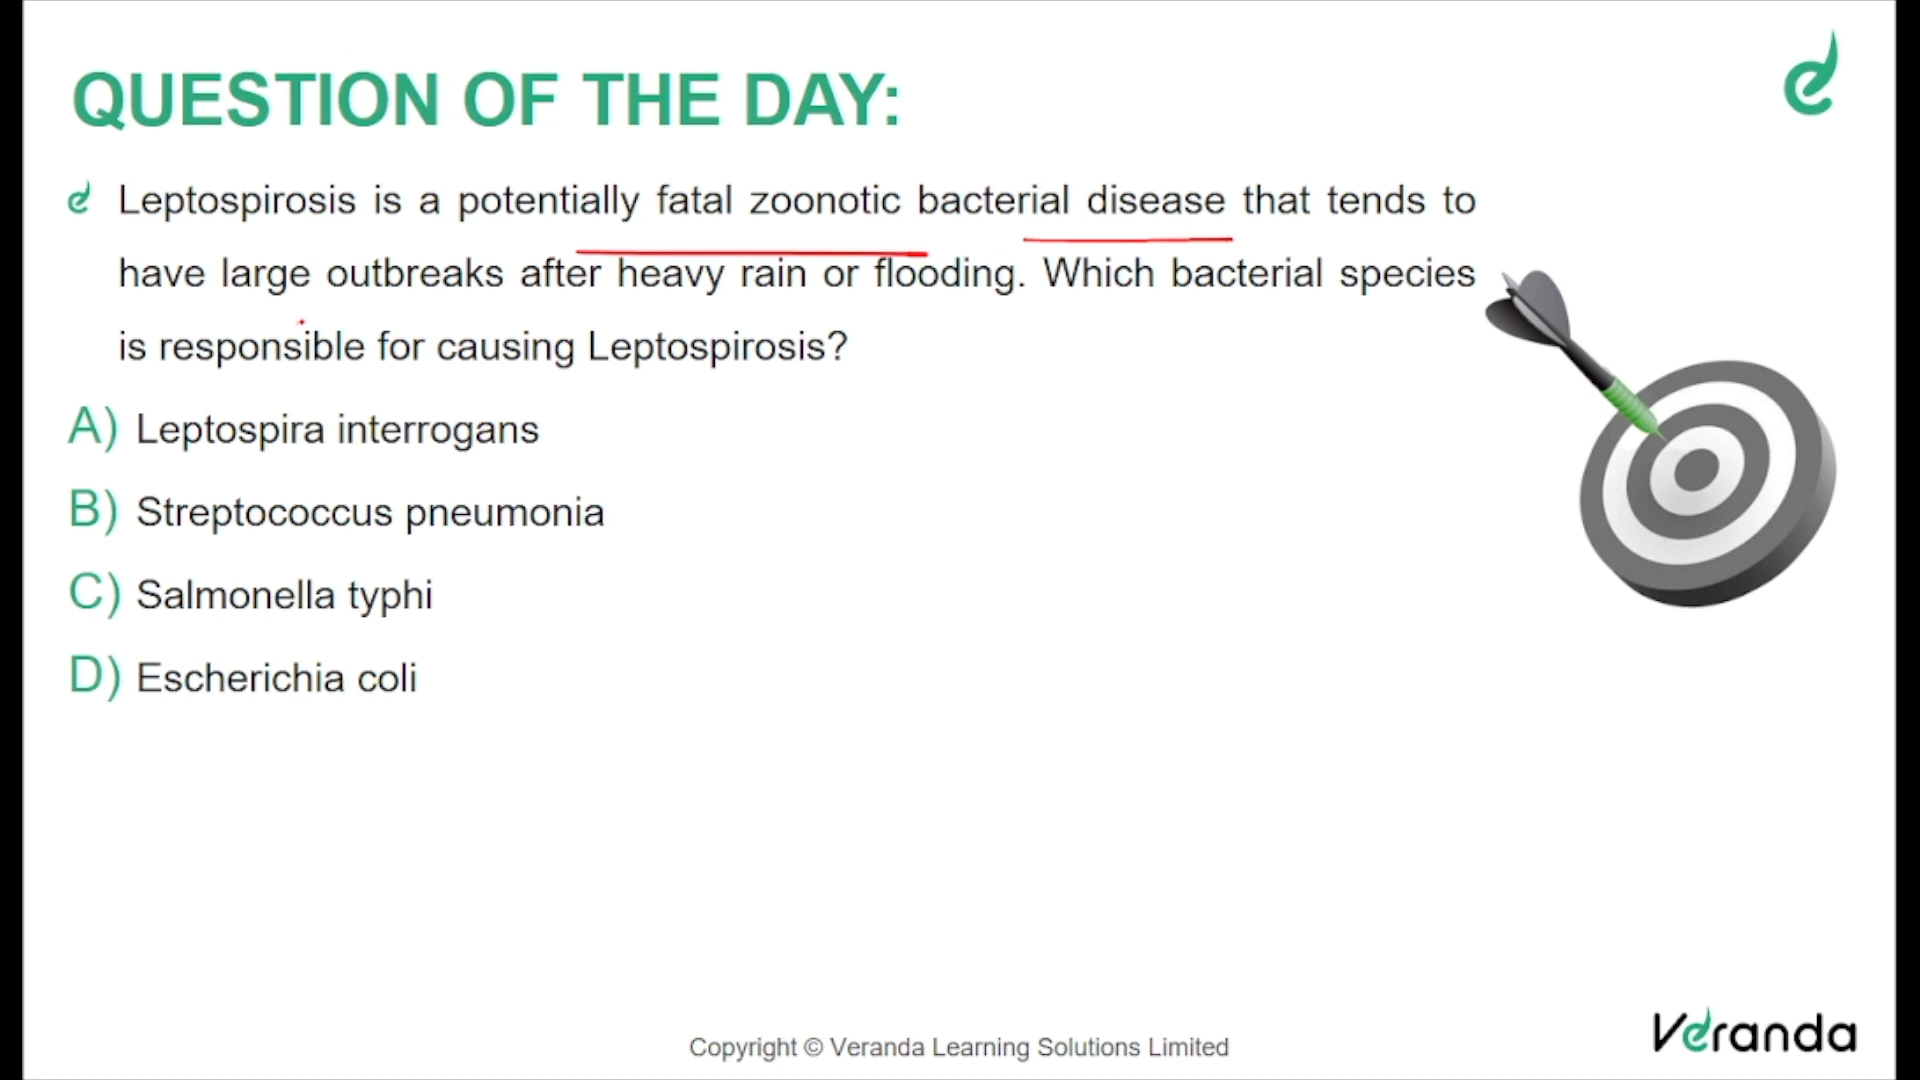 QUESTION OF THE DAY:
Leptospirosis is a potentially fatal zoonotic bacterial disease that tends to
have large outbreaks after heavy rain or flooding. Which bacterial species
is responsible for causing Leptospirosis?
A) Leptospira interrogans
B) Streptococcus pneumonia
C) Salmonella typhi
D) Escherichia coli
Veranda
Copyright © Veranda Learning Solutions Limited